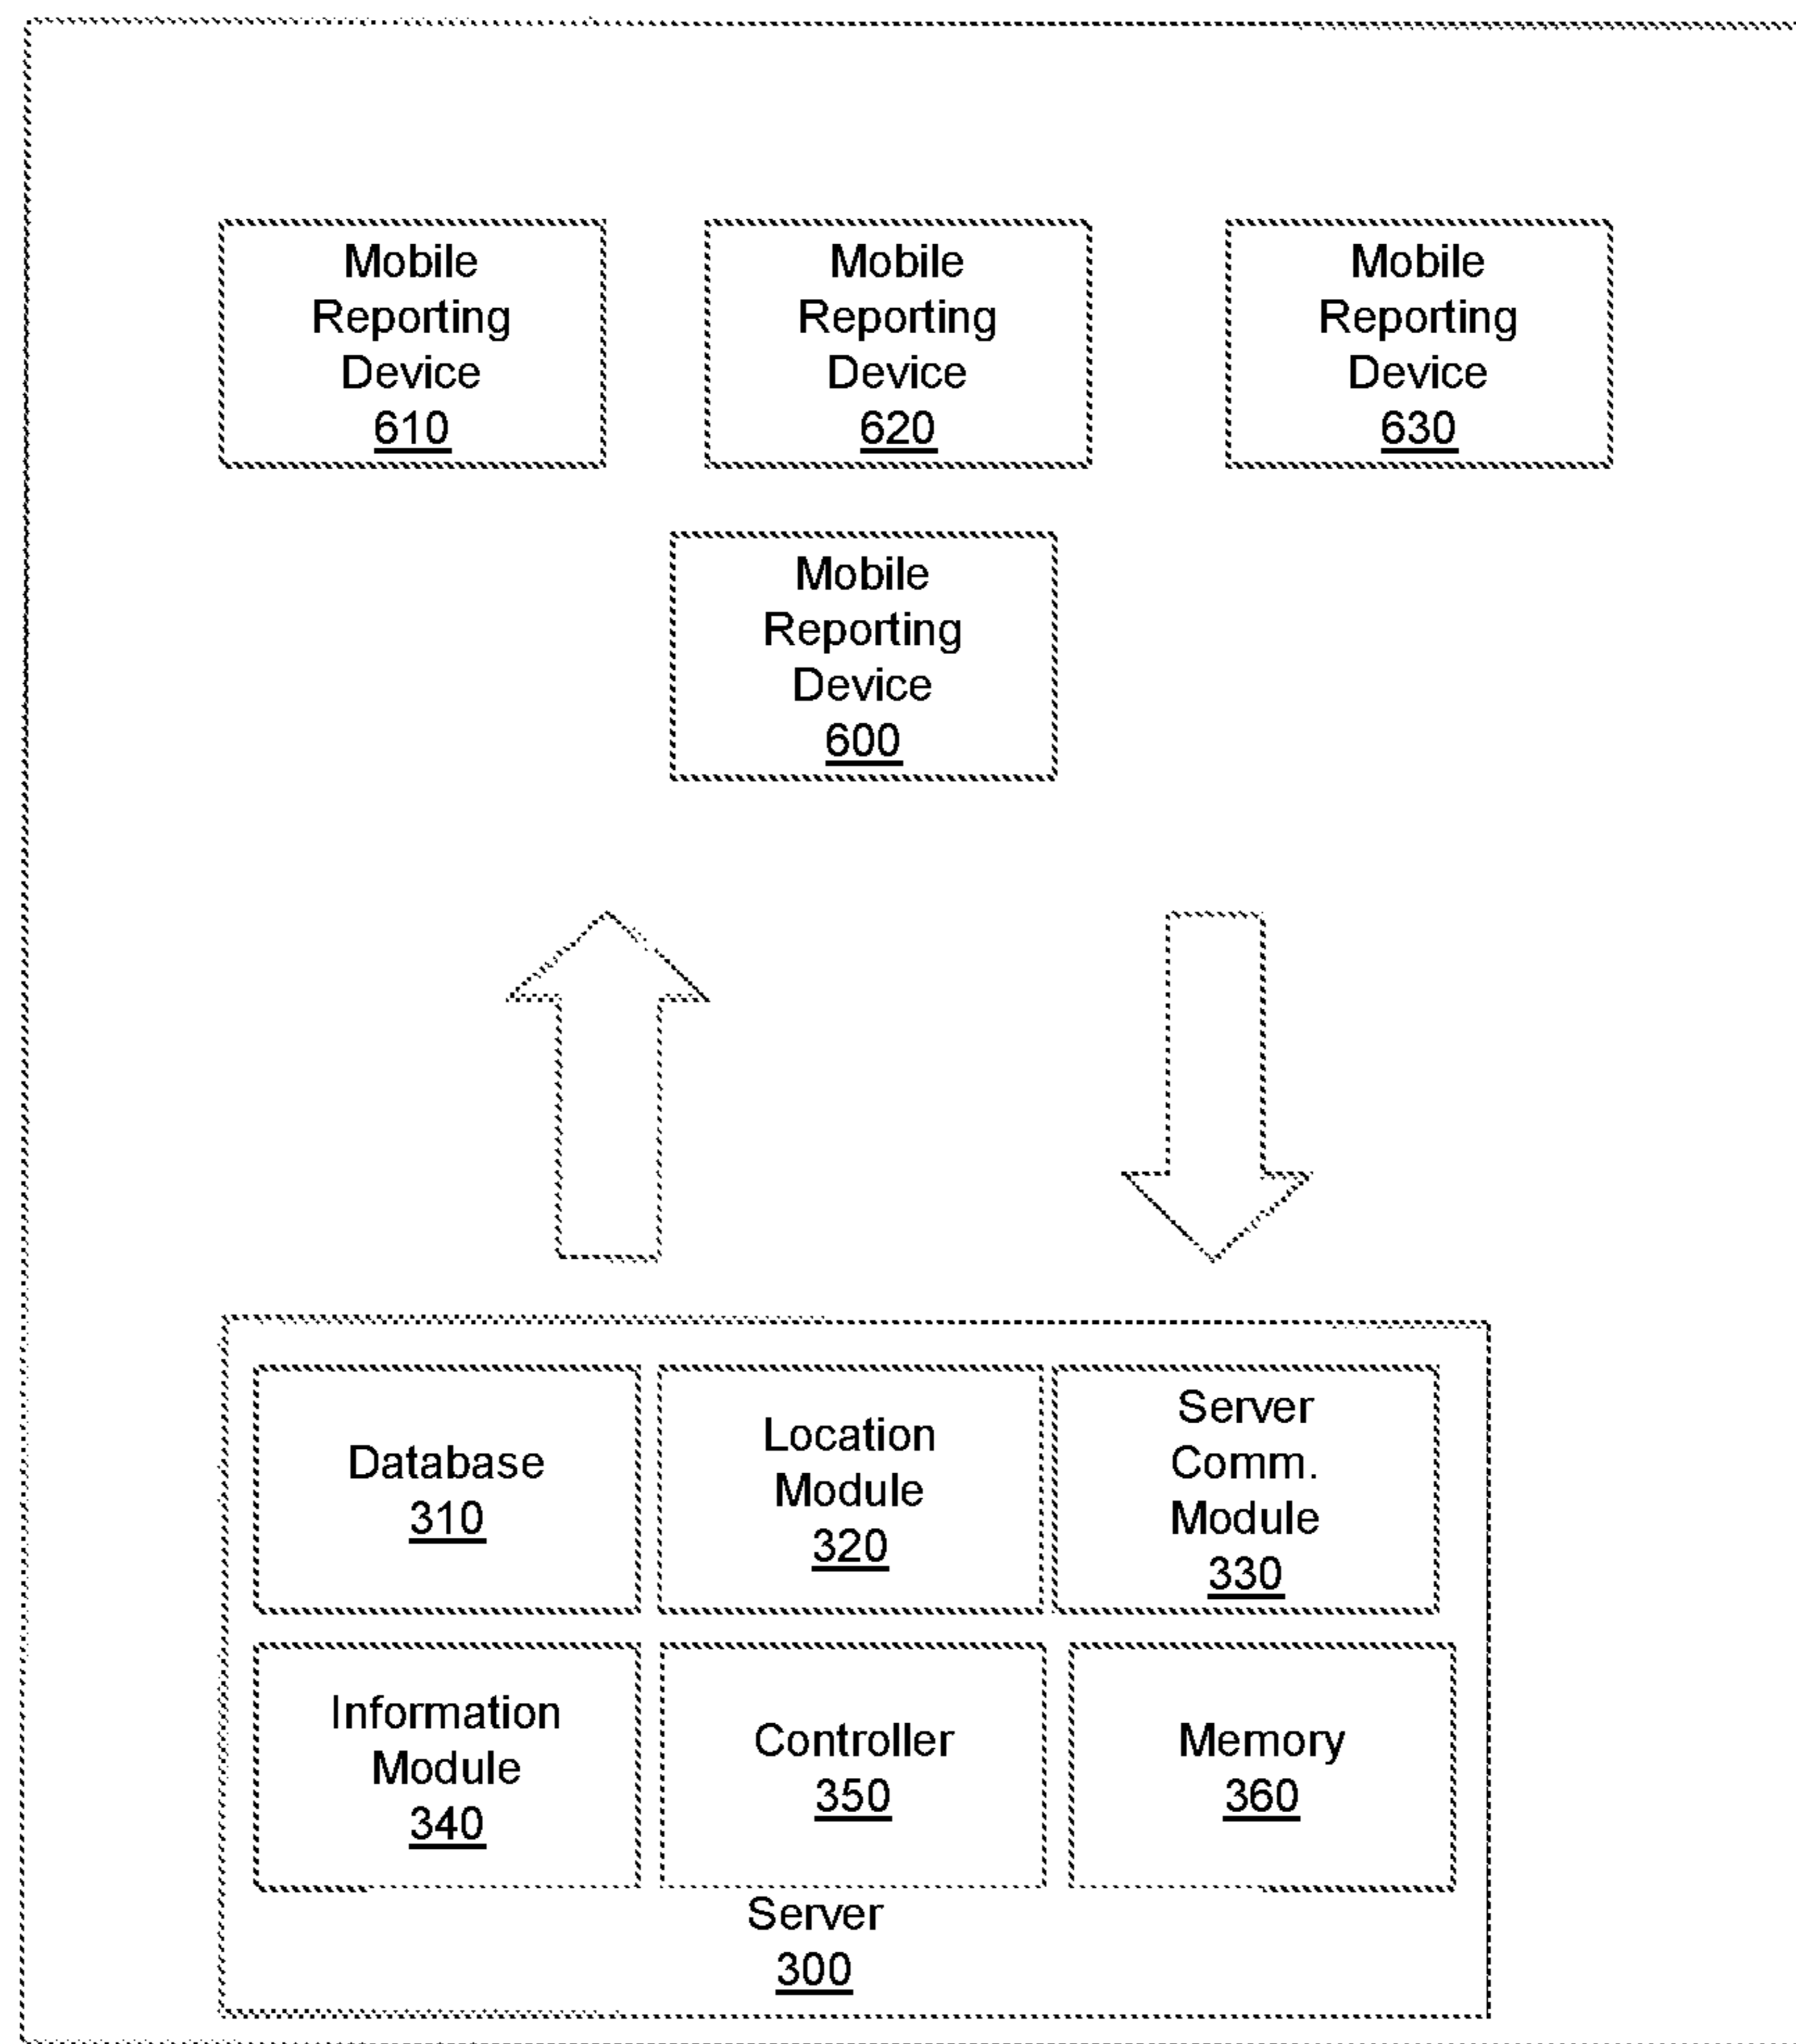 Mobile
Reporting
Device
610
Mobile
Reporting
Device
620
Mobile
Reporting
Device
630
Mobile
Reporting
Device
600
Database
310
Location
Module
320
Server
Comm.
Module
330
Information
Module
340
Controller
350
Memory
360
Server
300